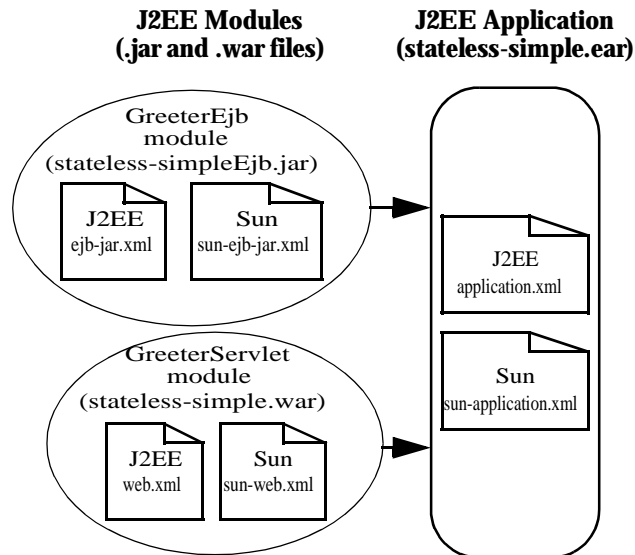 J2EE Modules
(.jar and .war files)
J2EE Application
(stateless-simple.ear)
GreeterEjb
module
(stateless-simpleEjb.jar)
J2EE
ejb-jar.xml
Sun
sun-ejb-jar.xml
GreeterServlet
module
(stateless-simple.war)
J2EE
web.xml
Sun
sun-web.xml
J2EE
application.xml
Sun
sun-application.xml